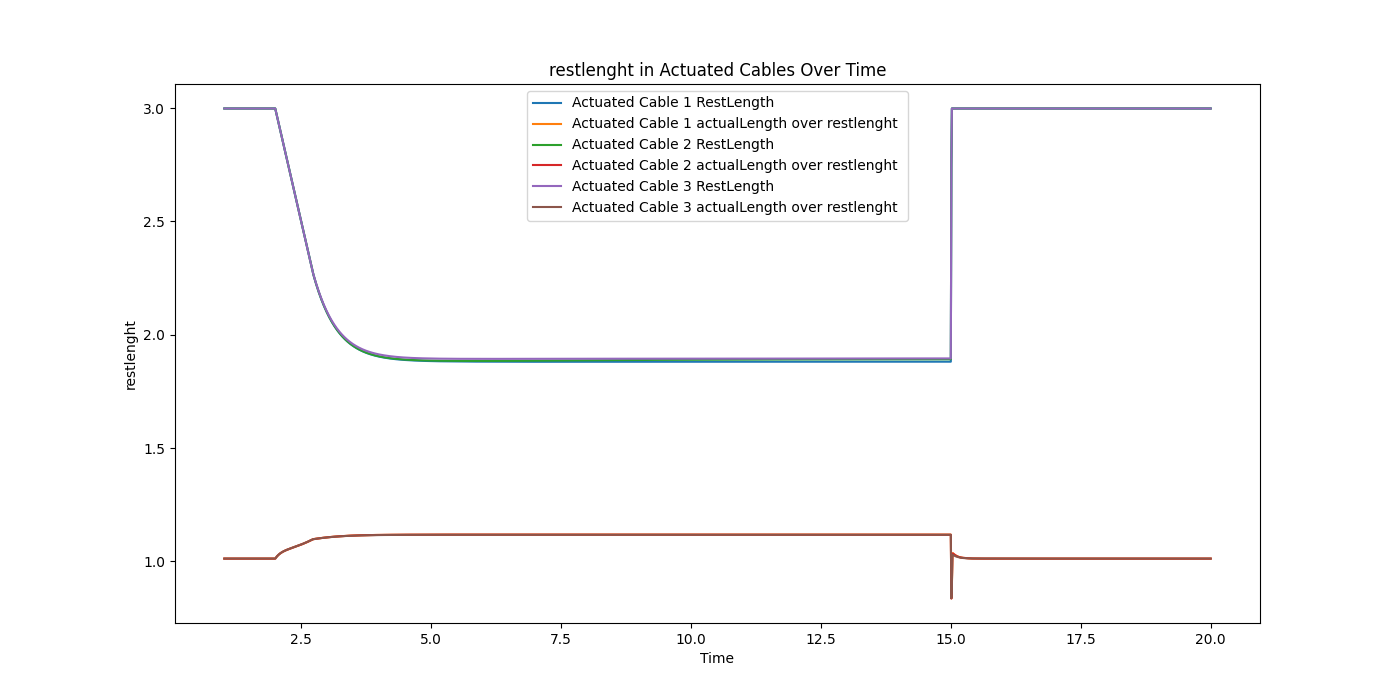 restlenght in Actuated Cables Over Time
Actuated Cable 1 RestLength
Actuated Cable 1 actualLength over restlenght
Actuated Cable 2 RestLength
Actuated Cable 2 actualLength over restlenght
Actuated Cable 3 RestLength
Actuated Cable 3 actualLength over restlenght
3.0
2.5
2.0
1.5
1.0
restlenght
2.5 5.0 7.5 10.0 12.5 15.0 17.5 20.0
Time